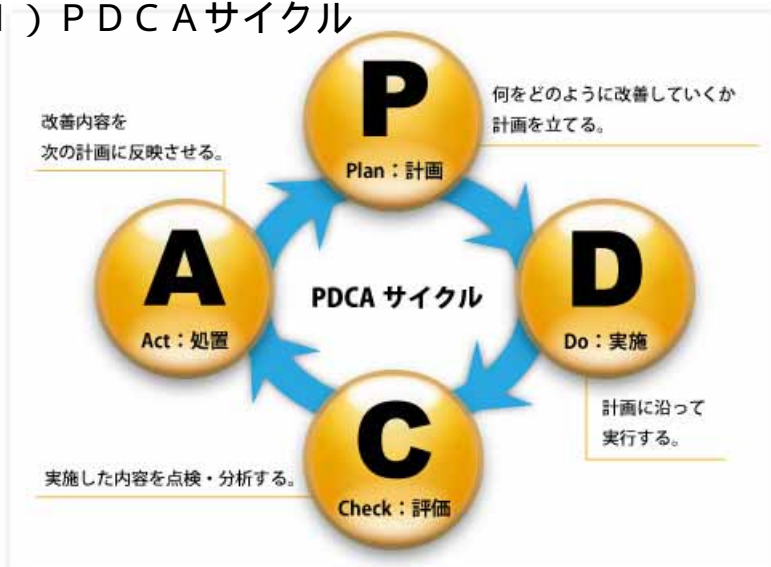 1）ＰＤＣＡサイクル
P
Plan：計画
何をどのように改善していくか
計画を立てる。
D
Do：実施
計画に沿って
実行する。
C
Check：評価
実施した内容を点検・分析する。
A
Act：処置
改善内容を
次の計画に反映させる。
PDCA サイクル